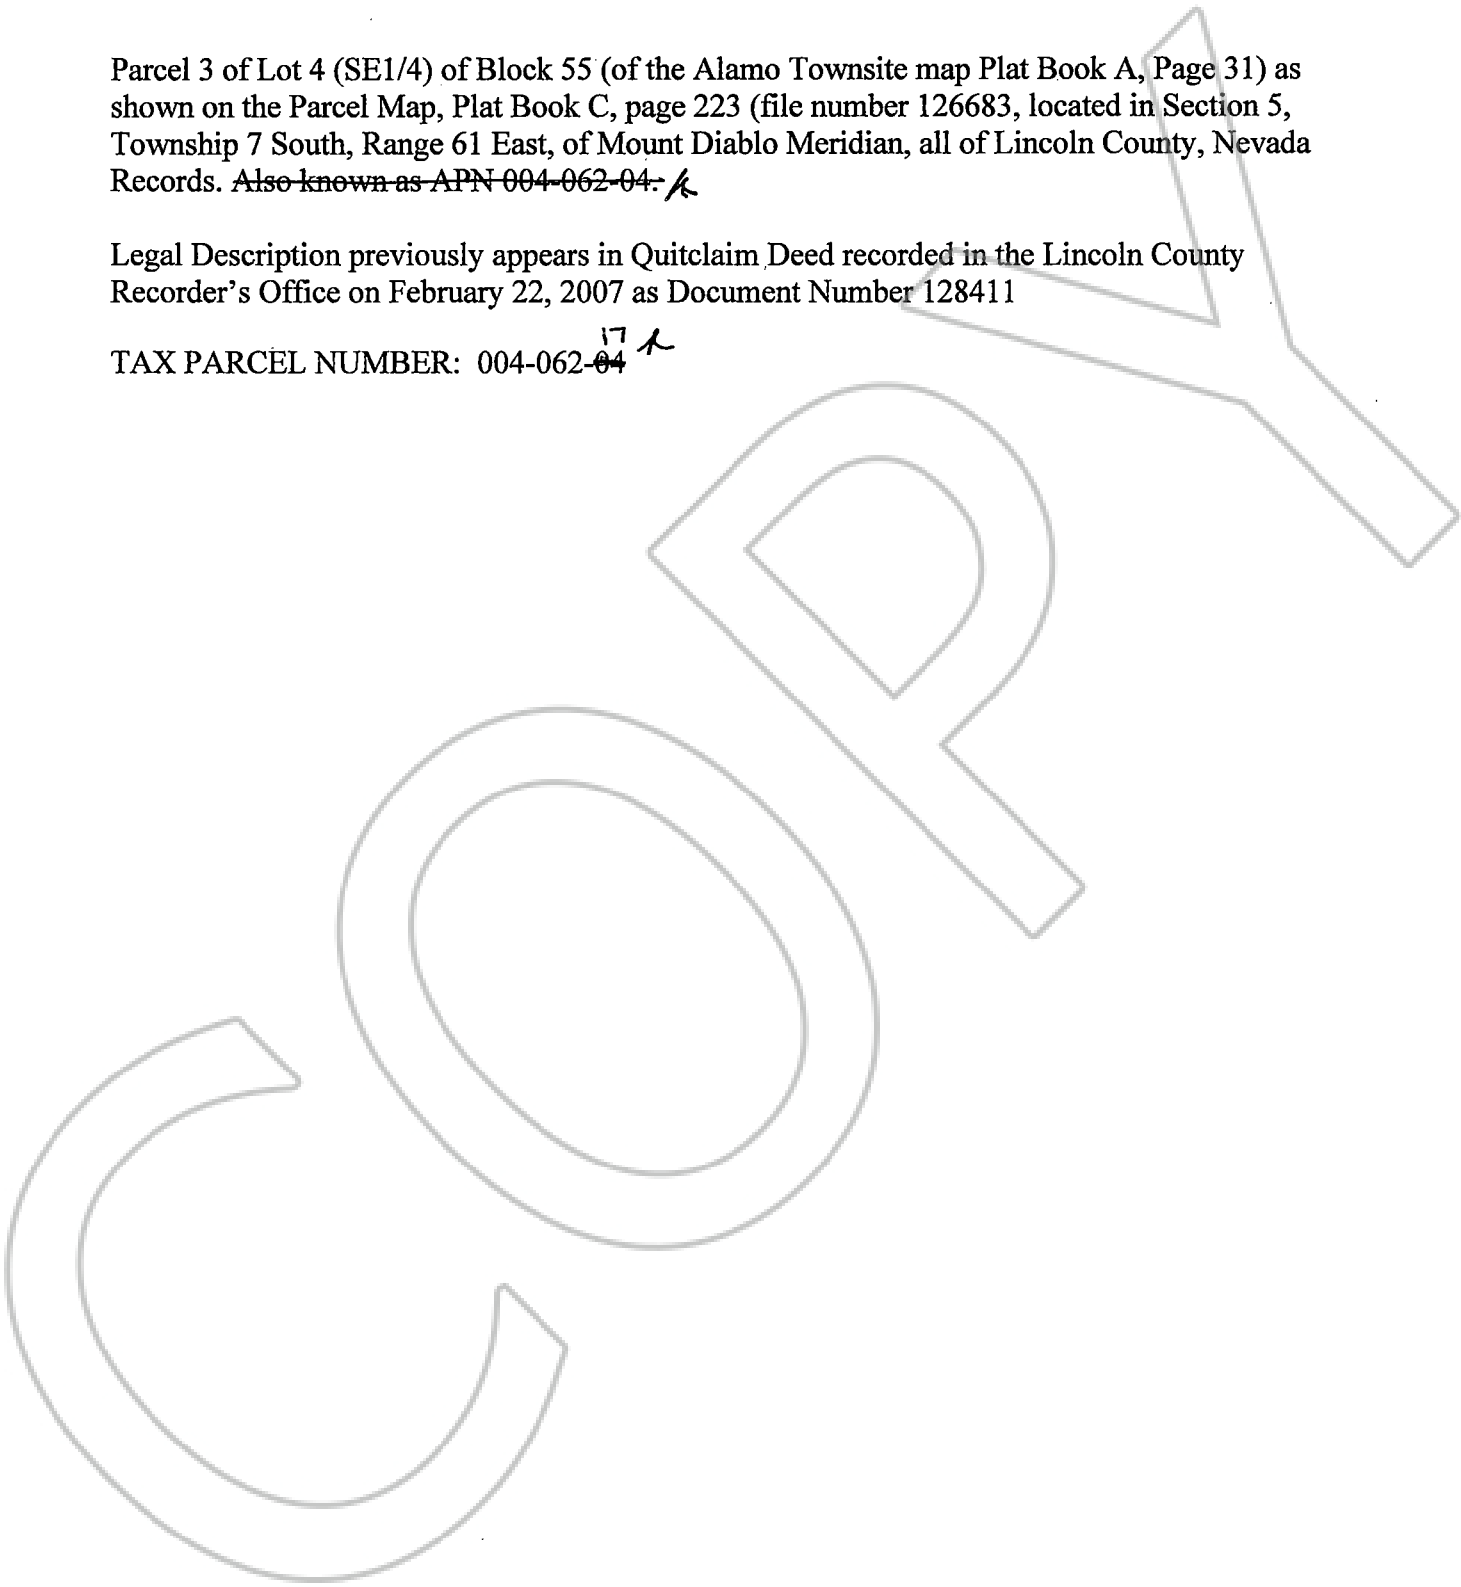 Parcel 3 of Lot 4 (SE1/4) of Block 55 (of the Alamo Townsite map Plat Book A, Page 31) as
shown on the Parcel Map, Plat Book C, page 223 (file number 126683, located in Section 5,
Township 7 South, Range 61 East, of Mount Diablo Meridian, all of Lincoln County, Nevada
Records. Also known as APN 004-062-04.
Legal Description previously appears in Quitclaim Deed recorded in the Lincoln County
Recorder's Office on February 22, 2007 as Document Number 128411
17
TAX PARCEL NUMBER: 004-062-04
COPY